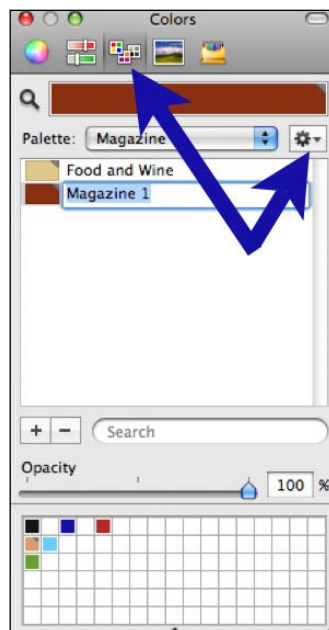 Colors
Palette: Magazine
Food and Wine
Magazine 1
+ − Search
Opacity
100 %